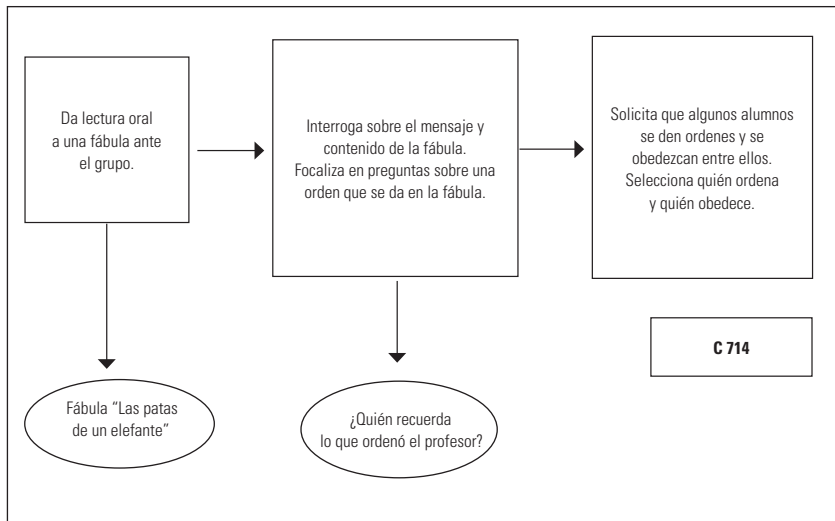 Da lectura oral
a una fábula ante
el grupo.
Interroga sobre el mensaje y
contenido de la fábula.
Focaliza en preguntas sobre una
orden que se da en la fábula.
Solicita que algunos alumnos
se den ordenes y se
obedezcan entre ellos.
Selecciona quién ordena
y quién obedece.
C 714
Fábula “Las patas
de un elefante”
¿Quién recuerda
lo que ordenó el profesor?